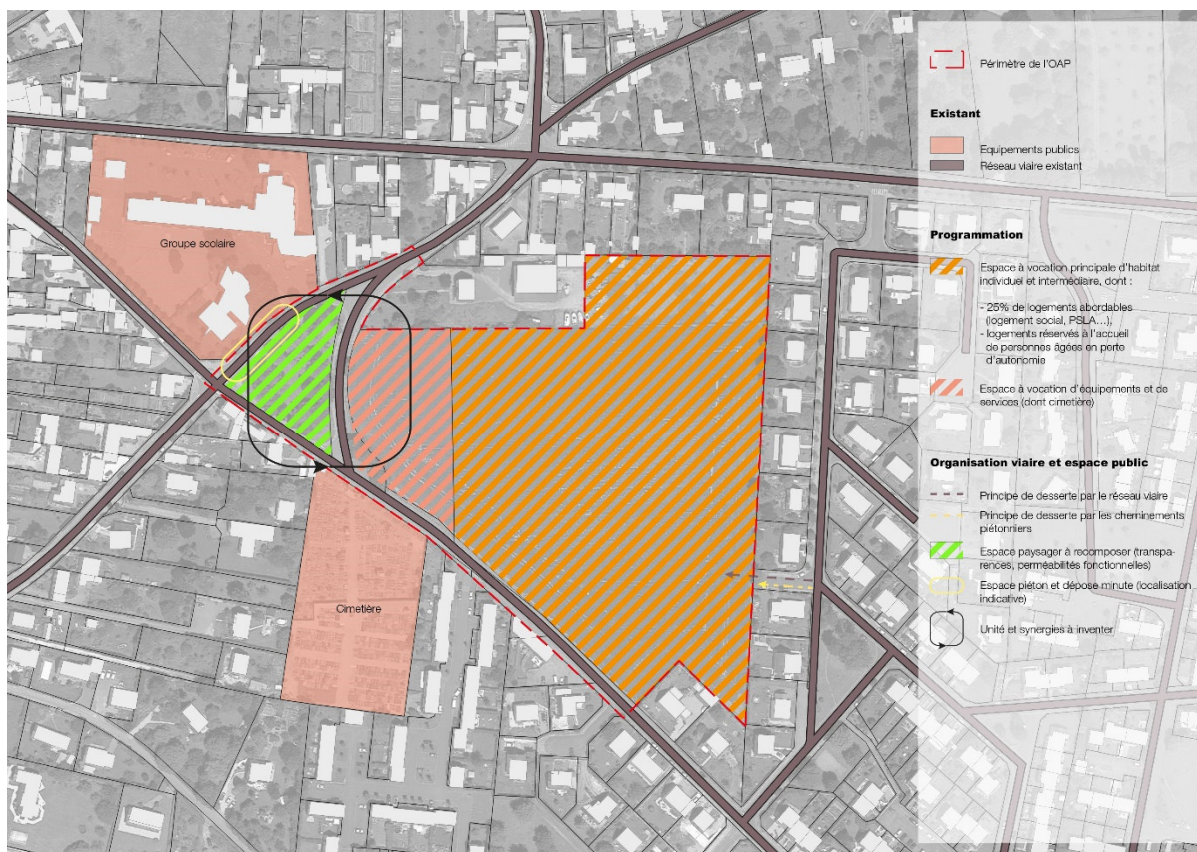 Groupe scolaire
Cimetière
Périmètre de l'OAP
Existant
Equipements publics
Réseau viaire existant
Programmation
Espace à vocation principale d'habitat
individuel et intermédiaire, dont :
- 25% de logements abordables
(logement social, PSLA...),
- logements réservés à l'accueil
de personnes âgées en perte
d'autonomie
Espace à vocation d'équipements et de
services (dont cimetière)
Organisation viaire et espace public
Principe de desserte par le réseau viaire
Principe de desserte par les cheminements
piétonniers
Espace paysager à recomposer (transpa-
rences, perméabilités fonctionnelles)
Espace piéton et dépose minute (localisation
indicative)
Unité et synergies à inventer